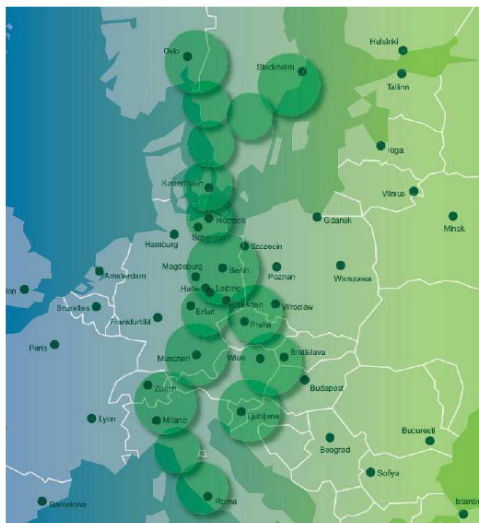 Oslo
Helsinki
Stockholm
Tallinn
Riga
København
Vilnius
Rostock
Gdansk
Minsk
Schwerin
Hamburg
Szczecin
Amsterdam
Magdeburg
Berlin
Poznan
Warszawa
Halle
Leipzig
Bruxelles
Dresden
Wroclaw
Frankfurt/M
Erfurt
Praha
Paris
München
Wien
Bratislava
Zürich
Budapest
Lyon
Milano
Ljubljana
Beograd
Bucuresti
Sofiya
Barcelona
Roma
Istanbu